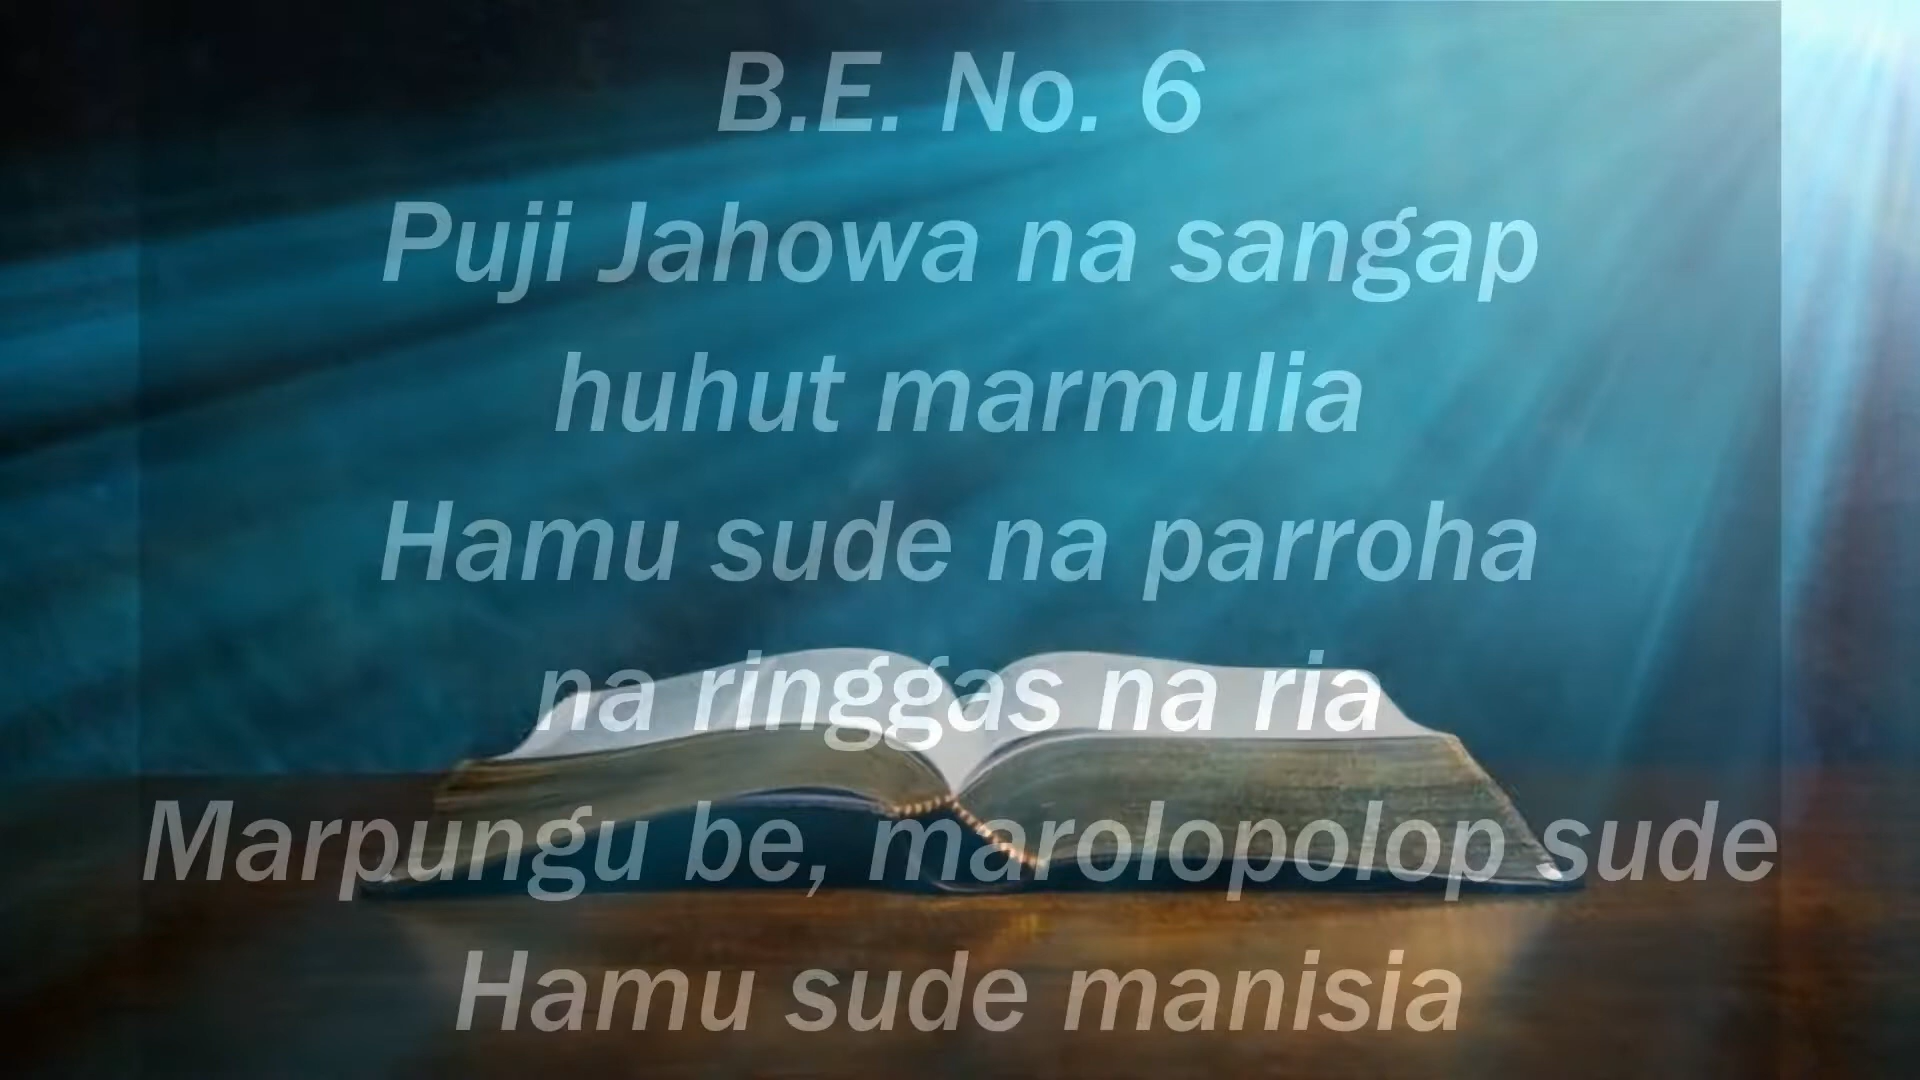 B.E. No. 6
Puji Jahowa na sangap
huhut marmulia
Hamu sude na parroha
na ringgas na ria
Marpungu be, marolopolop sude
Hamu sude manisia